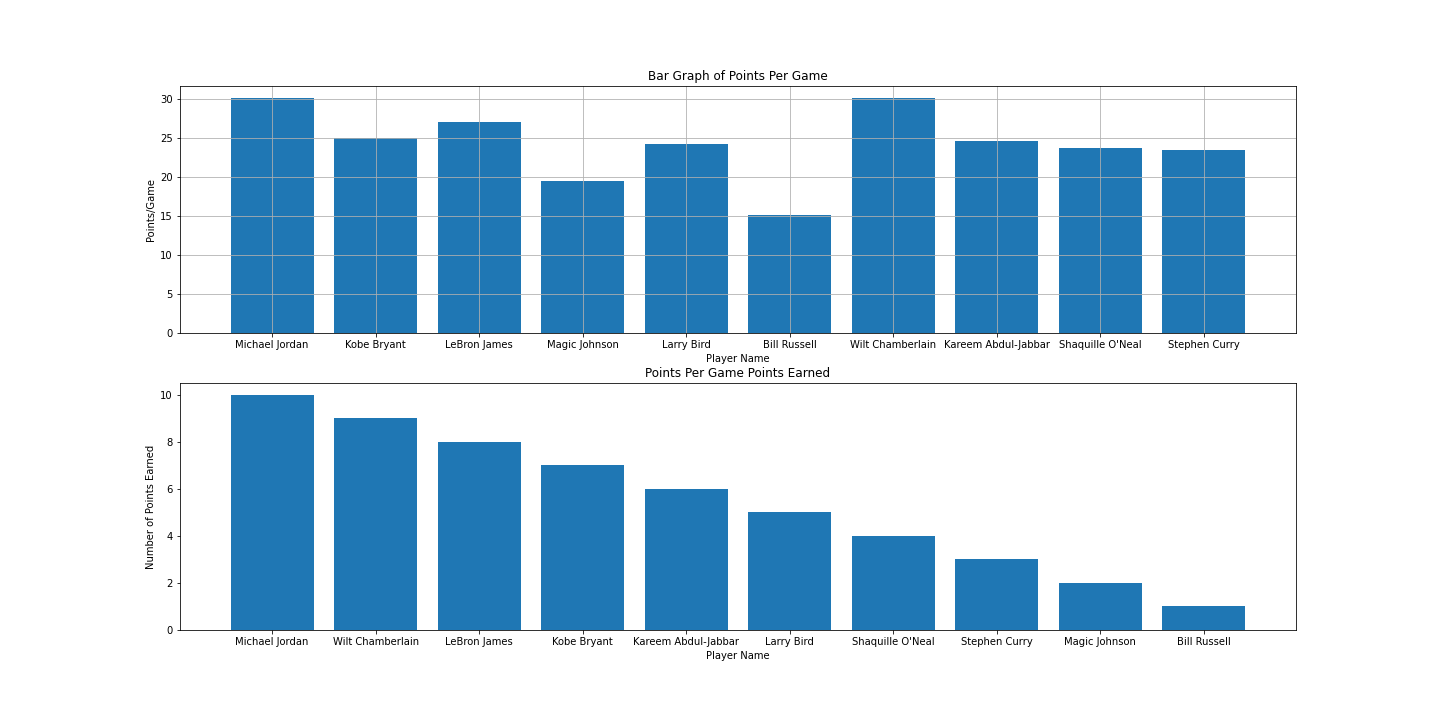 Bar Graph of Points Per Game
30
25
20
15
10
5
0
Points/Game
Michael Jordan Kobe Bryant LeBron James Magic Johnson Larry Bird Bill Russell Wilt Chamberlain Kareem Abdul-Jabbar Shaquille O'Neal Stephen Curry
Player Name
Points Per Game Points Earned
10
8
6
4
2
0
Number of Points Earned
Michael Jordan Wilt Chamberlain LeBron James Kobe Bryant Kareem Abdul-Jabbar Larry Bird Shaquille O'Neal Stephen Curry Magic Johnson Bill Russell
Player Name